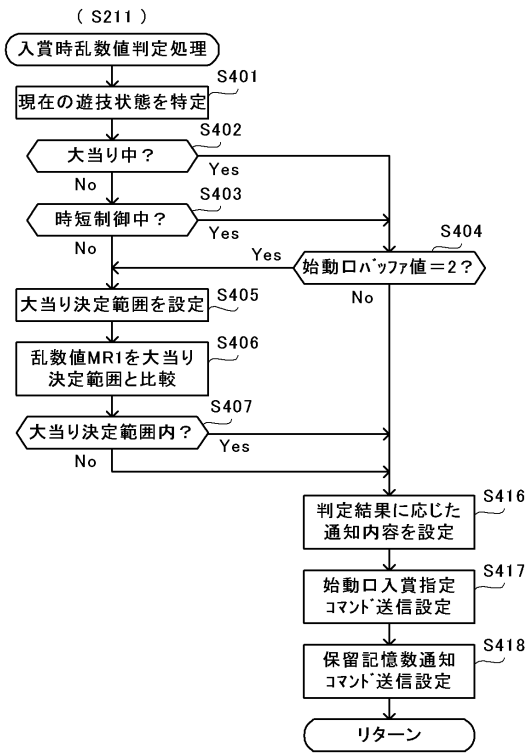 ( S211 )
入賞時乱数値判定処理
S401
現在の遊技状態を特定
S402
大当り中?
Yes
No
S403
時短制御中?
Yes
No
S404
始動口バッファ値=2?
Yes
No
S405
大当り決定範囲を設定
S406
乱数値MR1を大当り
決定範囲と比較
S407
大当り決定範囲内?
Yes
No
S416
判定結果に応じた
通知内容を設定
S417
始動口入賞指定
コマンド送信設定
S418
保留記憶数通知
コマンド送信設定
リターン